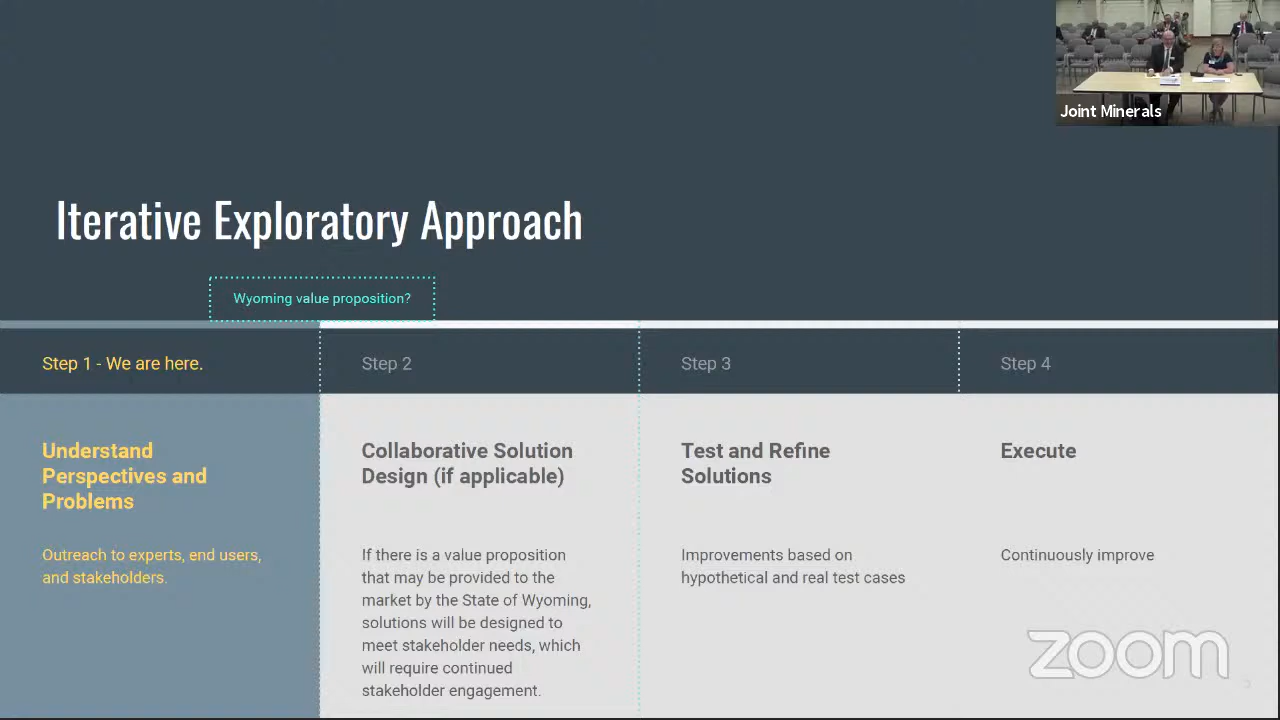 Joint Minerals
Iterative Exploratory Approach
Wyoming value proposition?
Step 1 - We are here.
Step 2
Step 3
Step 4
Understand
Perspectives and
Problems
Outreach to experts, end users,
and stakeholders.
Collaborative Solution
Design (if applicable)
If there is a value proposition
that may be provided to the
market by the State of Wyoming,
solutions will be designed to
meet stakeholder needs, which
will require continued
stakeholder engagement.
Test and Refine
Solutions
Improvements based on
hypothetical and real test cases
Execute
Continuously improve
zoom